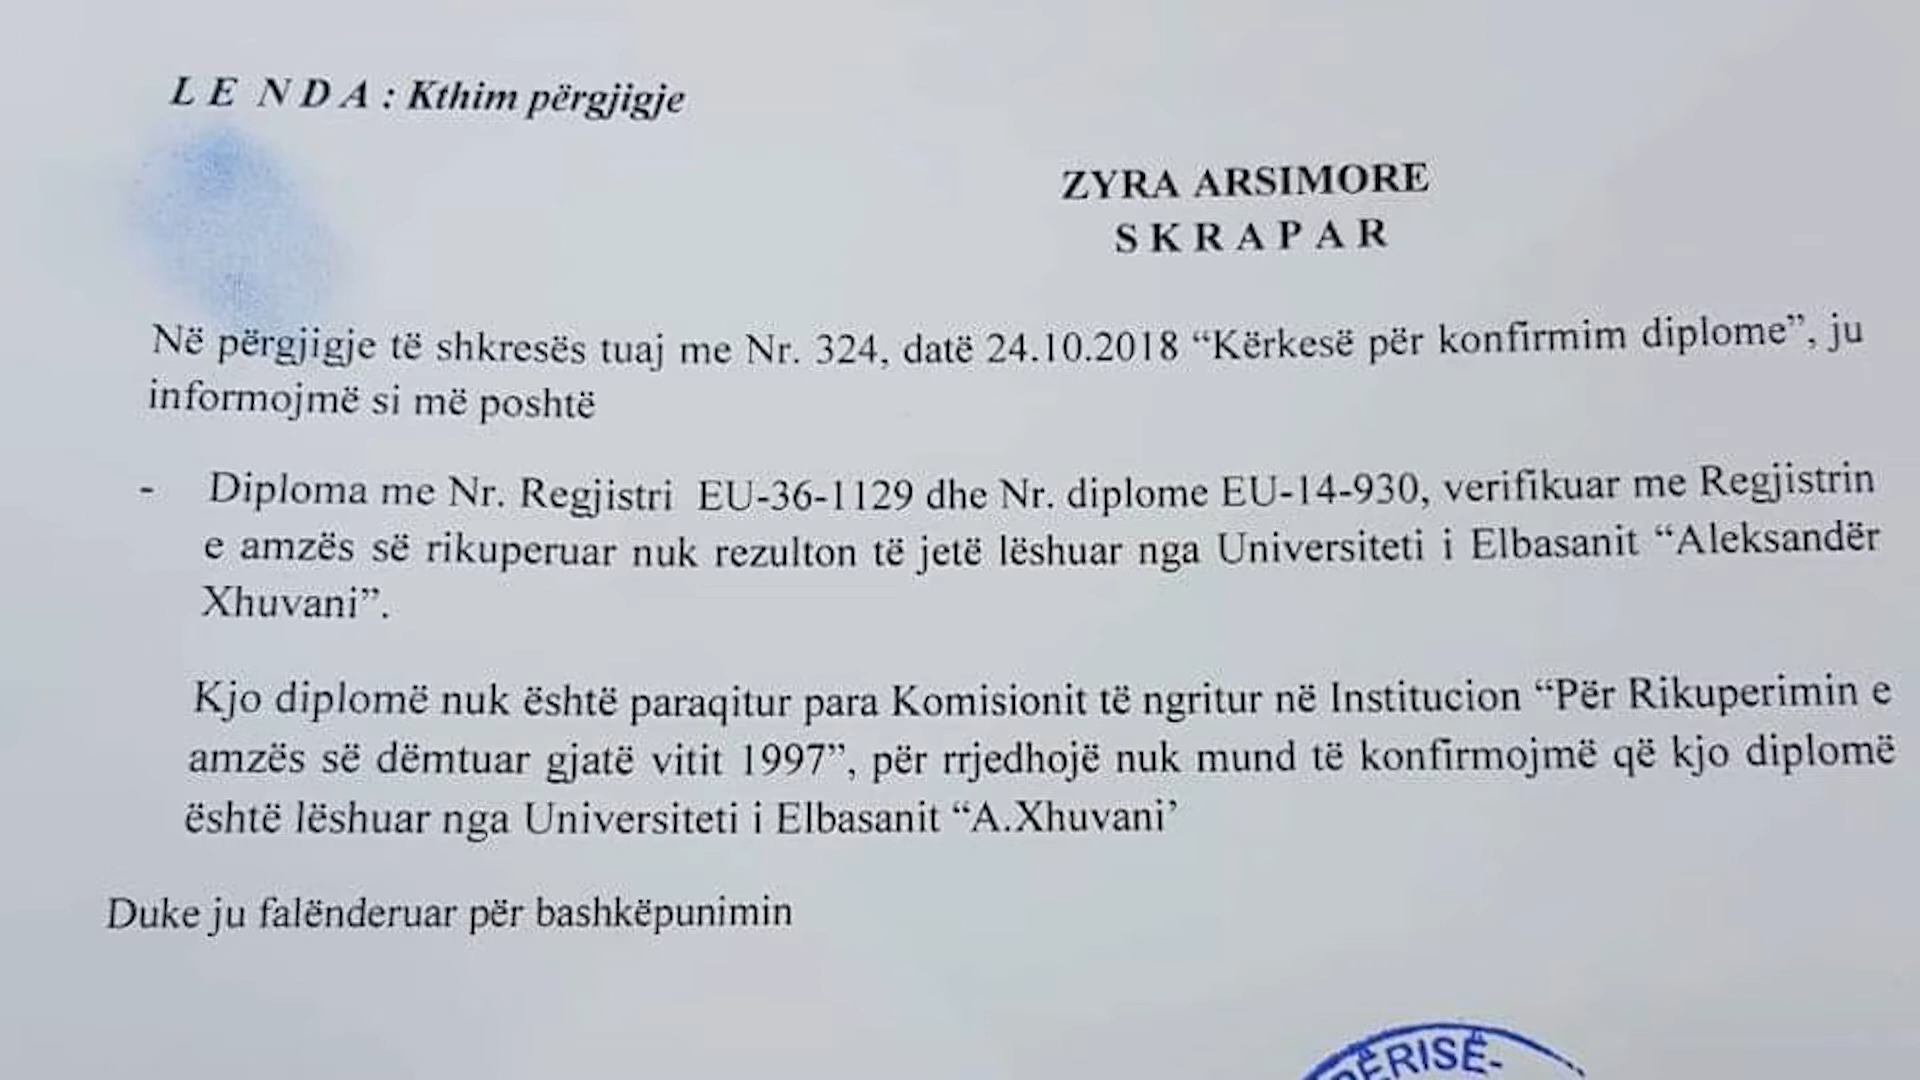 L E N D A : Kthim përgjigje
ZYRA ARSIMORE
S K R A P A R
Në përgjigje të shkresës tuaj me Nr. 324, datë 24.10.2018 “Kërkesë për konfirmim diplome”, ju
informojmë si më poshtë
- Diploma me Nr. Regjistri EU-36-1129 dhe Nr. diplome EU-14-930, verifikuar me Regjistrin
e amzës së rikuperuar nuk rezulton të jetë lëshuar nga Universiteti i Elbasanit “Aleksandër
Xhuvani”.
Kjo diplomë nuk është paraqitur para Komisionit të ngritur në Institucion “Për Rikuperimin e
amzës së dëmtuar gjatë vitit 1997”, për rrjedhojë nuk mund të konfirmojmë që kjo diplomë
është lëshuar nga Universiteti i Elbasanit “A.Xhuvani’
Duke ju falënderuar për bashkëpunimin